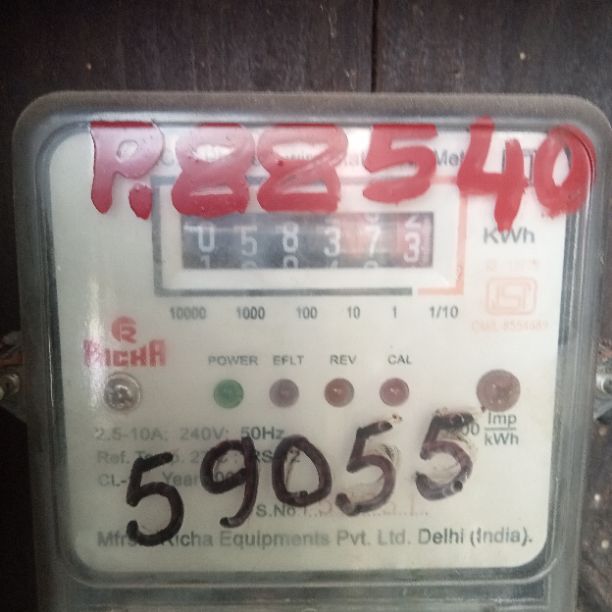 P.88540
0 5 8 3 7 3
KWh
10000 1000 100 10 1 1/10
RICHA
POWER EFLT REV CAL
2.5-10A; 240V; 50Hz
Imp
kWh
59055
S.No.
Richa Equipments Pvt. Ltd. Delhi (India).